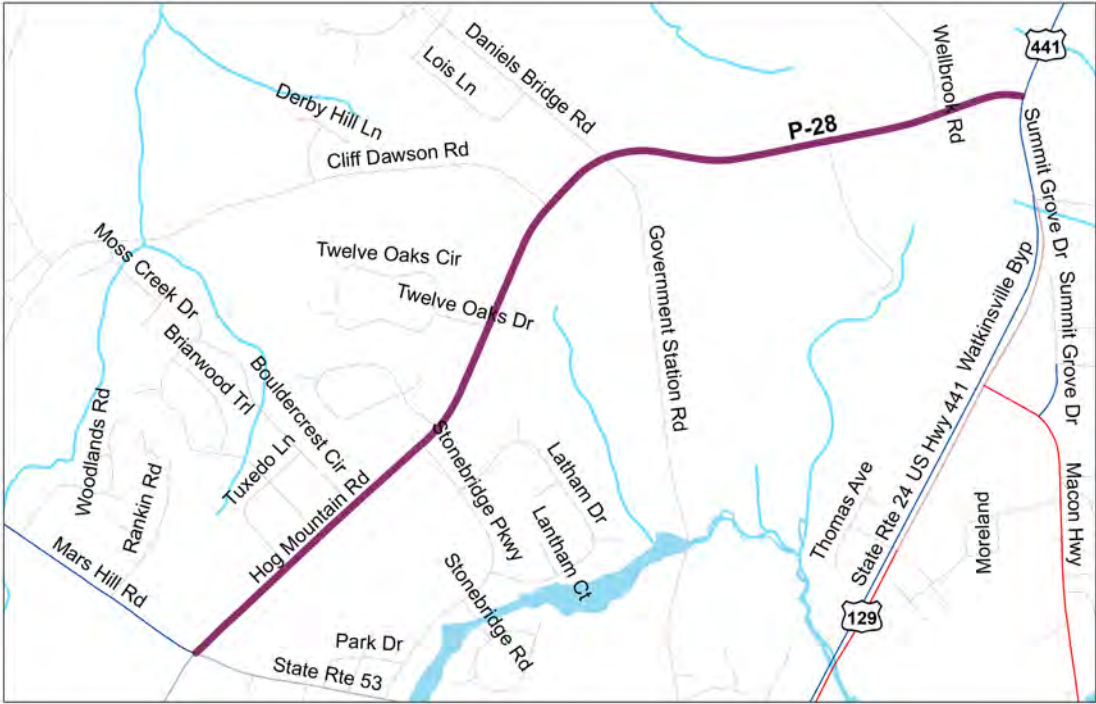 441
Daniels Bridge Rd
Lois Ln
Wellbrook Rd
Derby Hill Ln
P-28
Cliff Dawson Rd
Summit Grove Dr
Moss Creek Dr
Twelve Oaks Cir
Twelve Oaks Dr
Government Station Rd
Watkinsville Byp
Summit Grove Dr
Briarwood Trl
Bouldercrest Cir
Woodlands Rd
Rankin Rd
Tuxedo Ln
Hog Mountain Rd
Stonebridge Pkwy
Latham Dr
Lantham Ct
State Rte 24 US Hwy 441
Thomas Ave
Moreland
Macon Hwy
Mars Hill Rd
Stonebridge Rd
129
Park Dr
State Rte 53